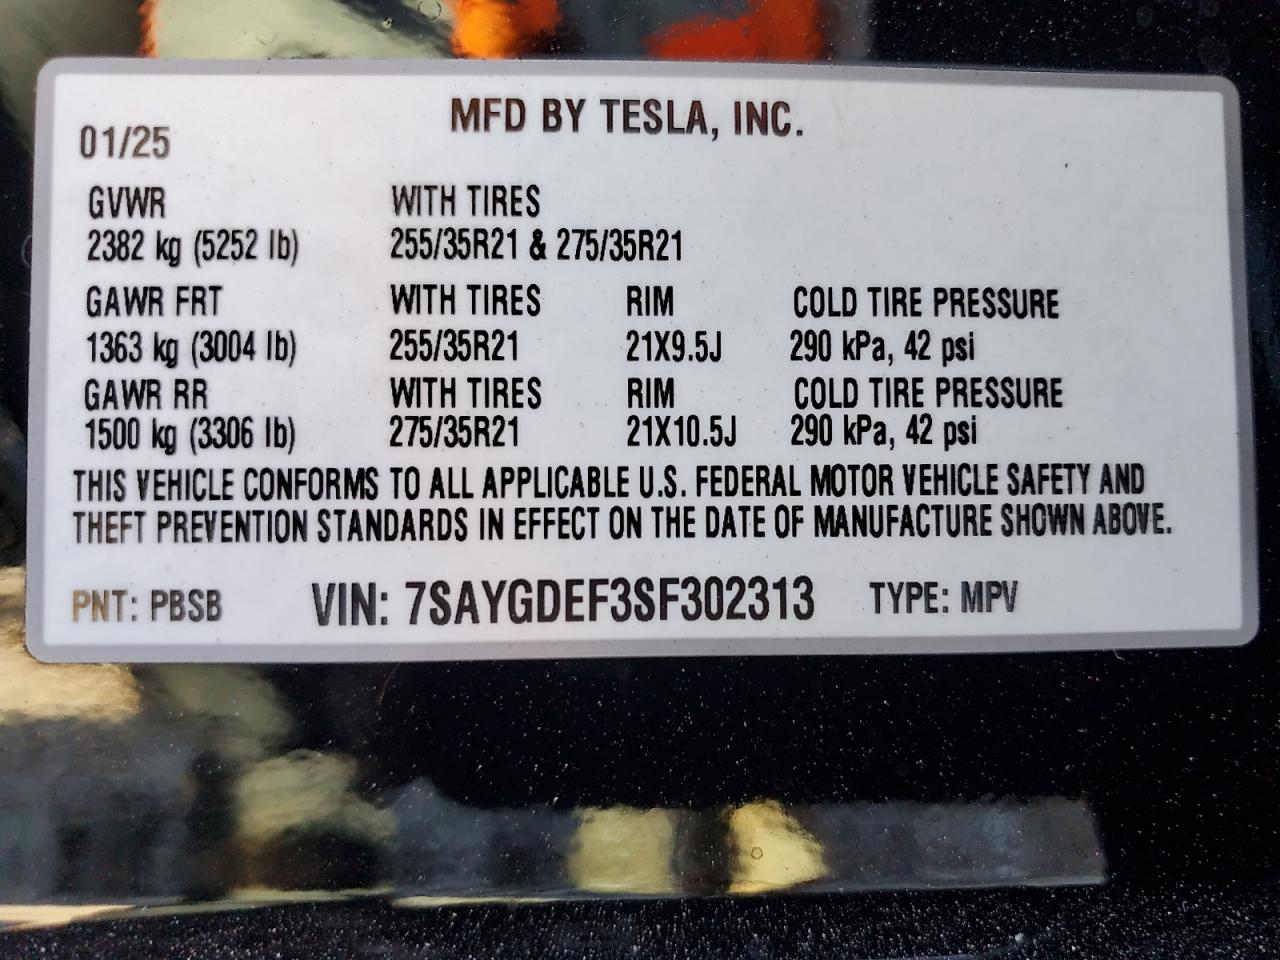 MFD BY TESLA, INC.
01/25
GVWR WITH TIRES
2382 kg (5252 lb) 255/35R21 & 275/35R21
GAWR FRT WITH TIRES RIM COLD TIRE PRESSURE
1363 kg (3004 lb) 255/35R21 21X9.5J 290 kPa, 42 psi
GAWR RR WITH TIRES RIM COLD TIRE PRESSURE
1500 kg (3306 lb) 275/35R21 21X10.5J 290 kPa, 42 psi
THIS VEHICLE CONFORMS TO ALL APPLICABLE U.S. FEDERAL MOTOR VEHICLE SAFETY AND
THEFT PREVENTION STANDARDS IN EFFECT ON THE DATE OF MANUFACTURE SHOWN ABOVE.
PNT: PBSB VIN: 7SAYGDEF3SF302313 TYPE: MPV